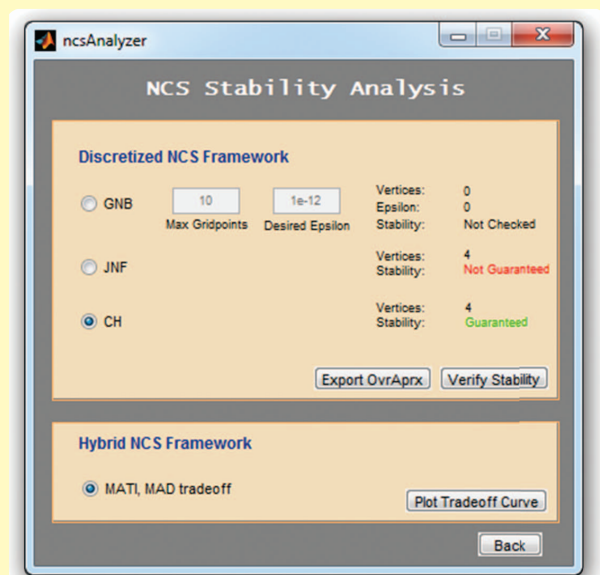 ncsAnalyzer
NCS Stability Analysis
Discretized NCS Framework
GNB
10
1e-12
Max Gridpoints
Desired Epsilon
Vertices: 0
Epsilon: 0
Stability: Not Checked
JNF
Vertices: 4
Stability: Not Guaranteed
CH
Vertices: 4
Stability: Guaranteed
Export OvrAprx
Verify Stability
Hybrid NCS Framework
MATI, MAD tradeoff
Plot Tradeoff Curve
Back